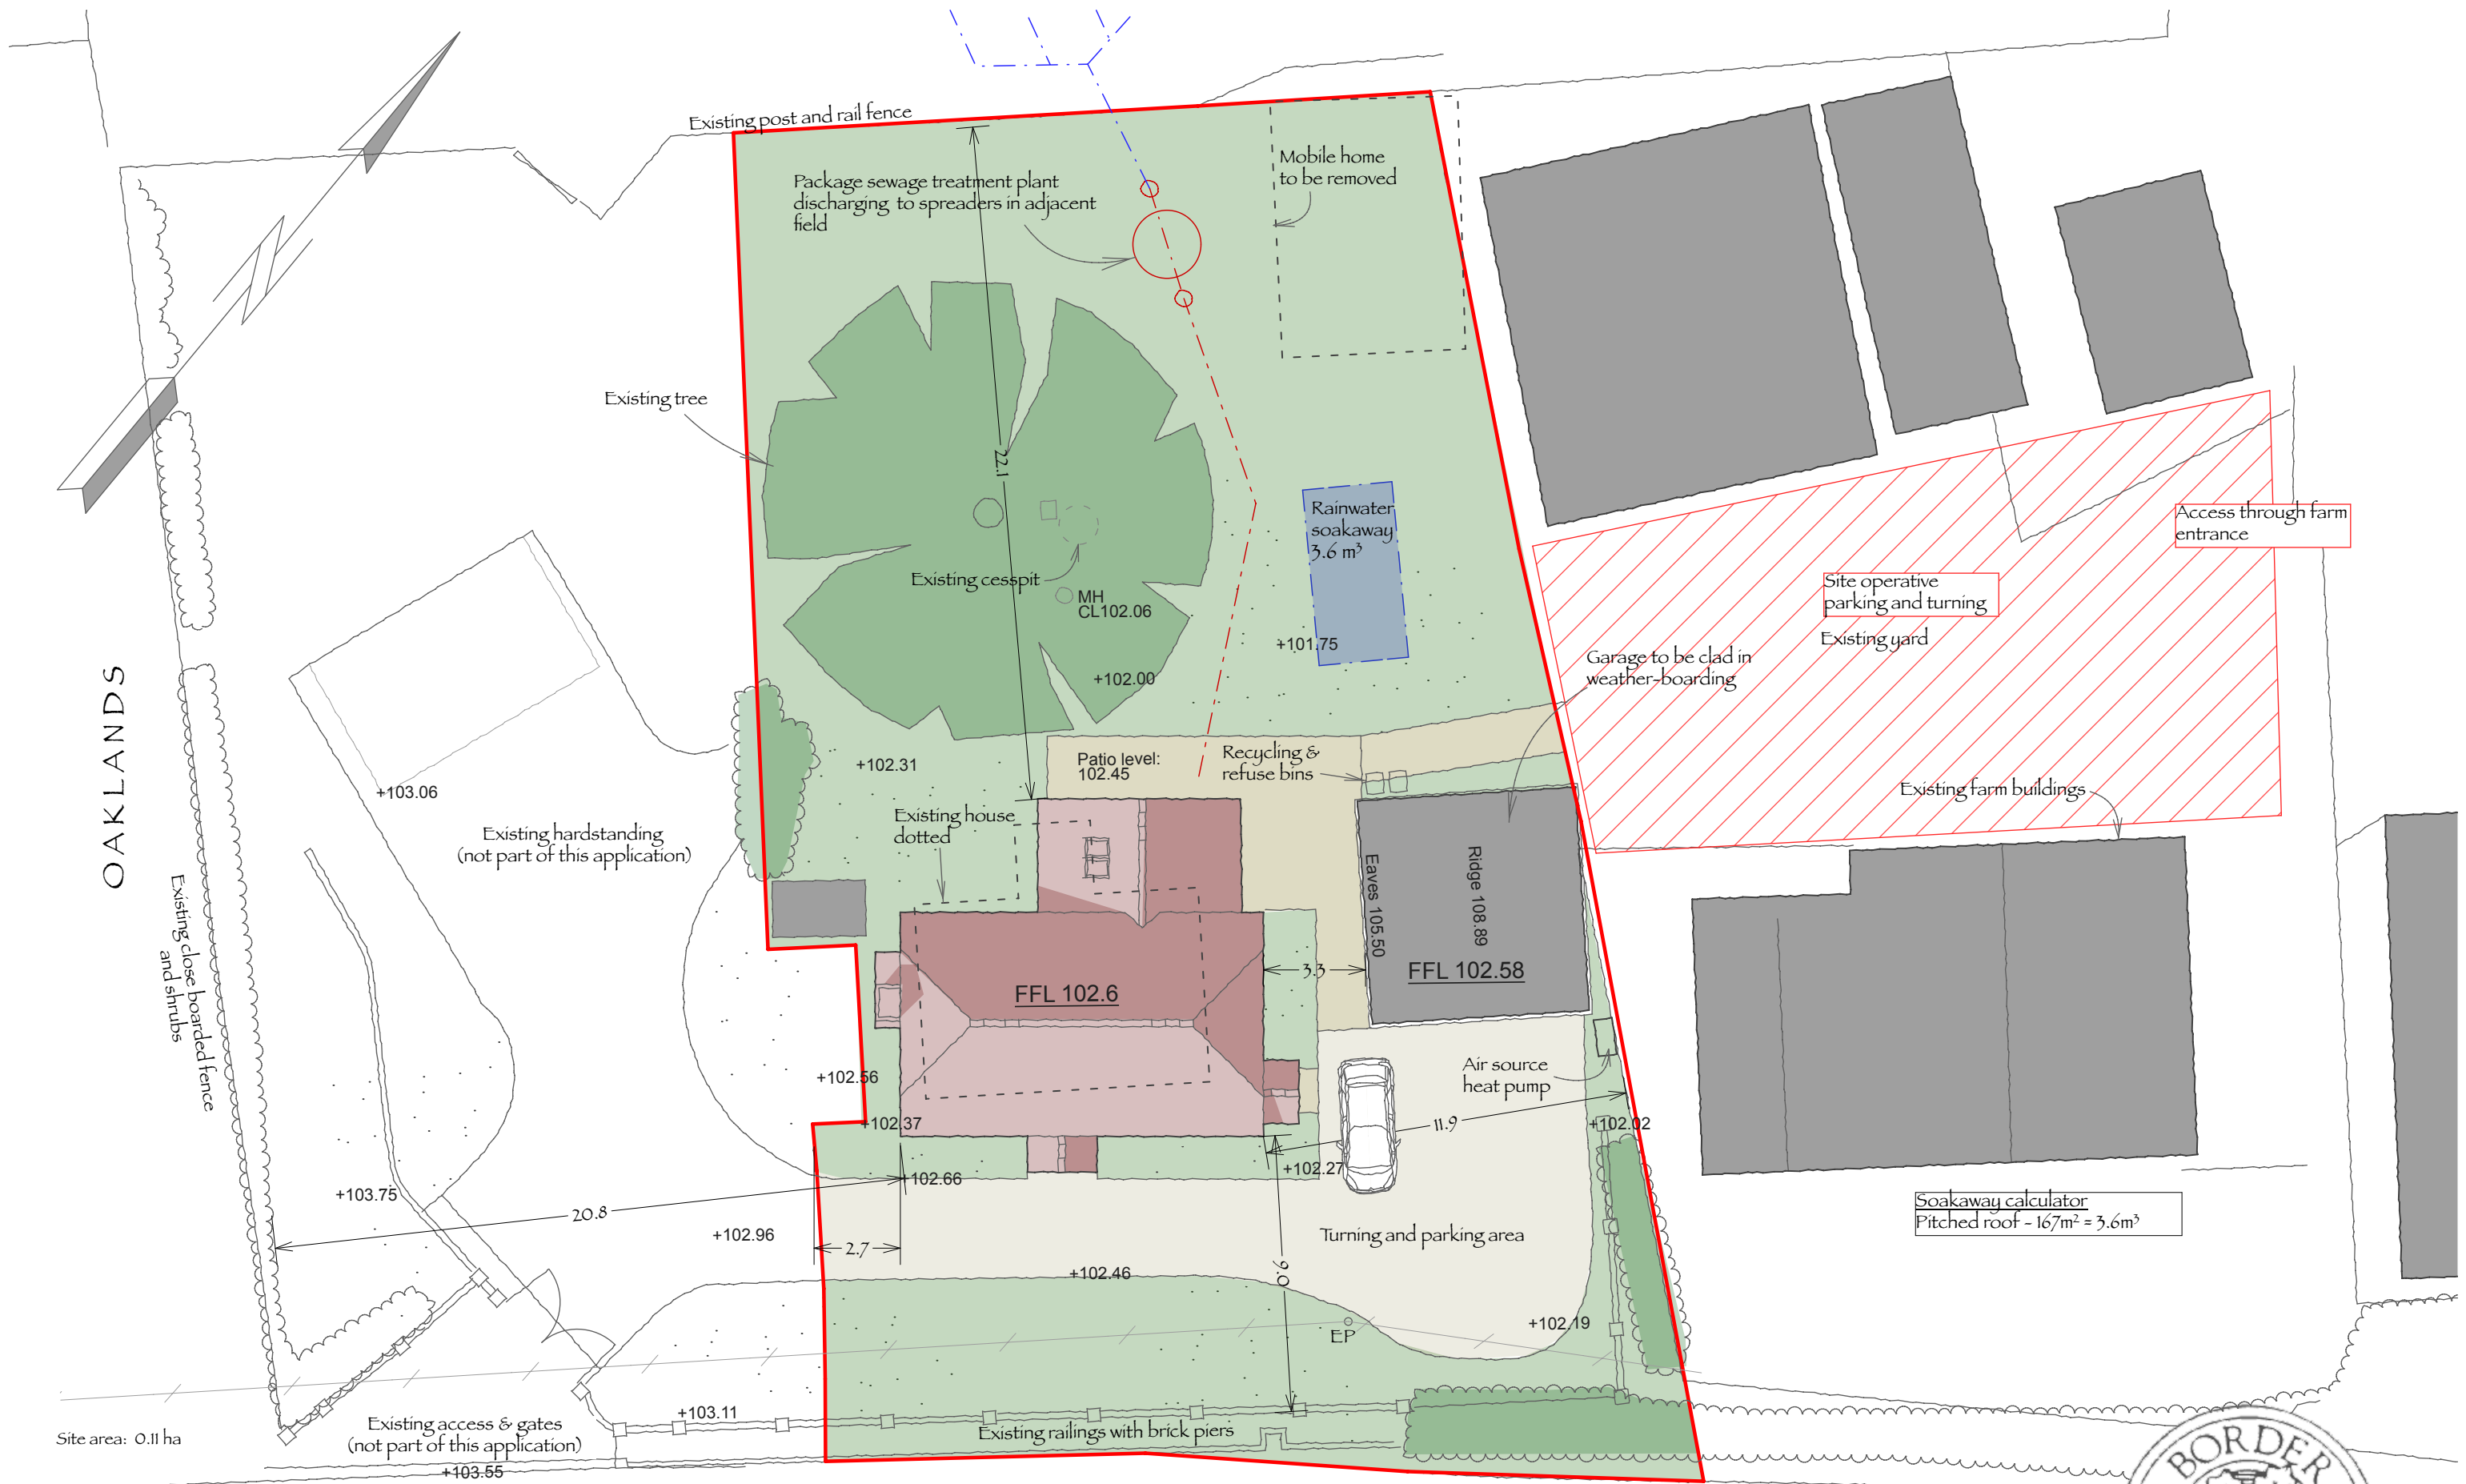 Existing post and rail fence
Package sewage treatment plant
discharging to spreaders in adjacent
field
Mobile home
to be removed
Existing tree
22.1
Existing cesspit
MH
CL102.06
+102.00
Rainwater
soakaway
3.6 m³
+101.75
Access through farm
entrance
Site operative
parking and turning
Existing yard
Garage to be clad in
weather-boarding
OAKLANDS
+103.06
+102.31
Patio level:
102.45
Recycling &
refuse bins
Existing farm buildings
Existing house
dotted
Existing hardstanding
(not part of this application)
Existing close boarded fence
and shrubs
Eaves 105.50
Ridge 108.89
FFL 102.58
3.3
FFL 102.6
+102.56
+102.37
Air source
heat pump
11.9
+102.02
+102.27
+102.66
+103.75
20.8
+102.96
2.7
Turning and parking area
Soakaway calculator
Pitched roof - 167m² = 3.6m³
+102.46
9.0
EP
+102.19
+103.11
Existing railings with brick piers
Site area: 0.11 ha
Existing access & gates
(not part of this application)
+103.55
BORDER